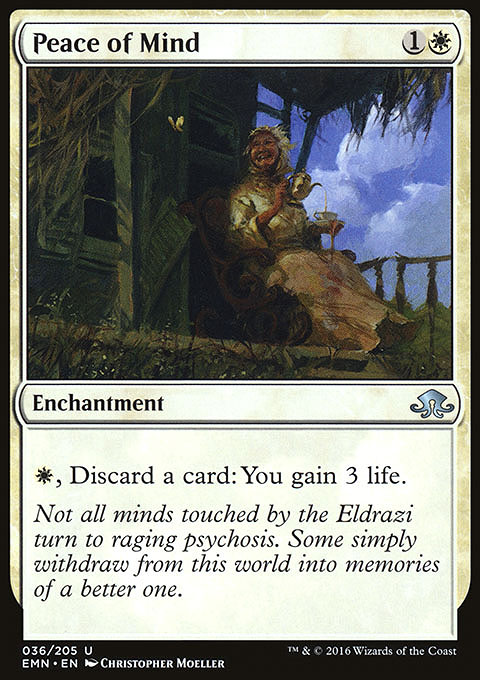 Peace of Mind 1
Enchantment
, Discard a card: You gain 3 life.
Not all minds touched by the Eldrazi
turn to raging psychosis. Some simply
withdraw from this world into memories
of a better one.
036/205 U
EMN • EN Christopher Moeller
™ & © 2016 Wizards of the Coast